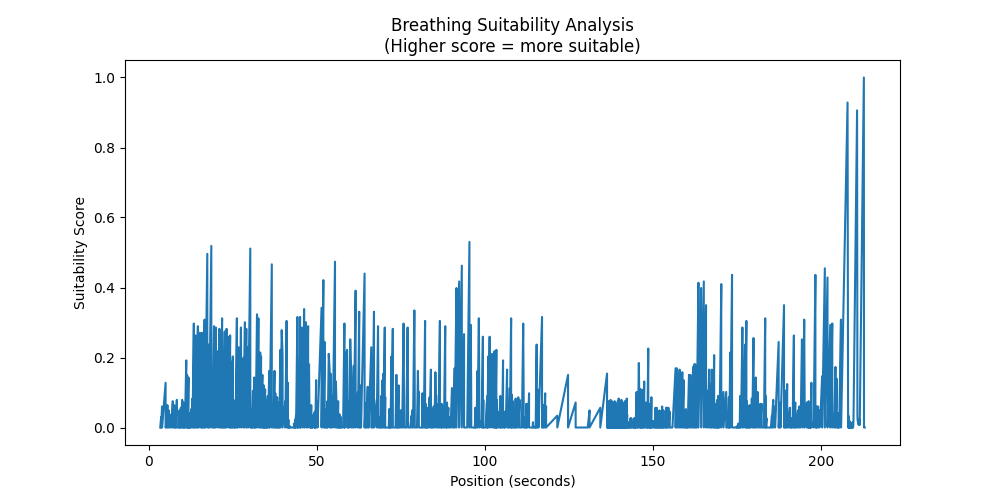 Breathing Suitability Analysis
(Higher score = more suitable)
Suitability Score
1.0
0.8
0.6
0.4
0.2
0.0
0 50 100 150 200
Position (seconds)